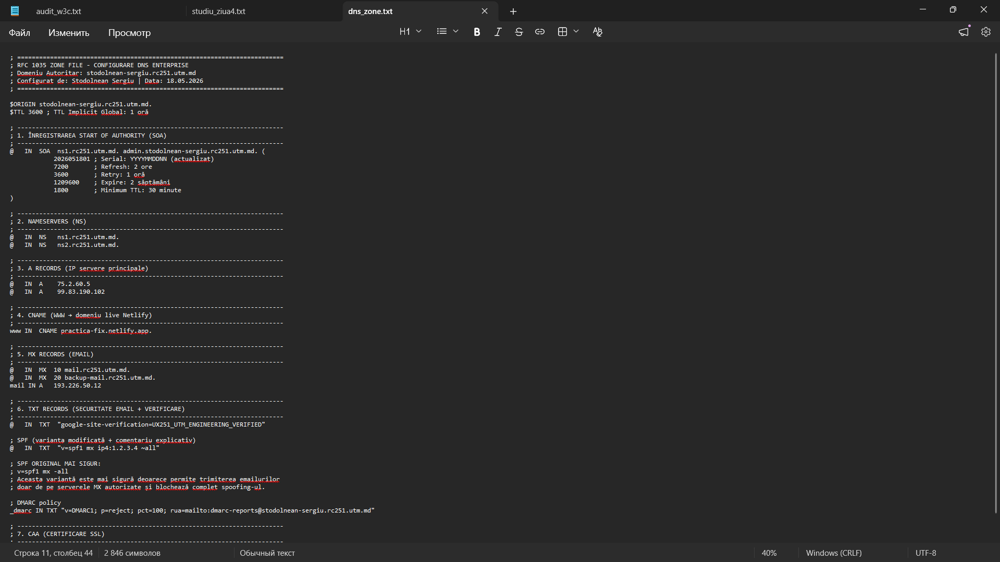 audit_w3c.txt studiu_ziua4.txt dns_zone.txt
Файл Изменить Просмотр H1
; =========================================================================
; RFC 1035 ZONE FILE - CONFIGURARE DNS ENTERPRISE
; Domeniu Autoritar: stodolnean-sergiu.rc251.utm.md
; Configurat de: Stodolnean Sergiu | Data: 18.05.2026
; =========================================================================
$ORIGIN stodolnean-sergiu.rc251.utm.md.
$TTL 3600 ; TTL Implicit Global: 1 oră
; -------------------------------------------------------------------------
; 1. ÎNREGISTRAREA START OF AUTHORITY (SOA)
; -------------------------------------------------------------------------
@   IN  SOA  ns1.rc251.utm.md. admin.stodolnean-sergiu.rc251.utm.md. (
            2026051801 ; Serial: YYYYMMDDNN (actualizat)
            7200       ; Refresh: 2 ore
            3600       ; Retry: 1 oră
            1209600    ; Expire: 2 săptămâni
            1800       ; Minimum TTL: 30 minute
)
; -------------------------------------------------------------------------
; 2. NAMESERVERS (NS)
; -------------------------------------------------------------------------
@   IN  NS   ns1.rc251.utm.md.
@   IN  NS   ns2.rc251.utm.md.
; -------------------------------------------------------------------------
; 3. A RECORDS (IP servere principale)
; -------------------------------------------------------------------------
@   IN  A    75.2.60.5
@   IN  A    99.83.190.102
; -------------------------------------------------------------------------
; 4. CNAME (WWW → domeniu live Netlify)
; -------------------------------------------------------------------------
www IN  CNAME practica-fix.netlify.app.
; -------------------------------------------------------------------------
; 5. MX RECORDS (EMAIL)
; -------------------------------------------------------------------------
@   IN  MX  10 mail.rc251.utm.md.
@   IN  MX  20 backup-mail.rc251.utm.md.
mail IN A   193.226.50.12
; -------------------------------------------------------------------------
; 6. TXT RECORDS (SECURITATE EMAIL + VERIFICARE)
; -------------------------------------------------------------------------
@   IN  TXT  "google-site-verification=UX251_UTM_ENGINEERING_VERIFIED"
; SPF (varianta modificată + comentariu explicativ)
@   IN  TXT  "v=spf1 mx ip4:1.2.3.4 ~all"
; SPF ORIGINAL MAI SIGUR:
; v=spf1 mx -all
; Aceasta variantă este mai sigură deoarece permite trimiterea emailurilor
; doar de pe serverele MX autorizate și blochează complet spoofing-ul.
; DMARC policy
_dmarc IN TXT "v=DMARC1; p=reject; pct=100; rua=mailto:dmarc-reports@stodolnean-sergiu.rc251.utm.md"
; -------------------------------------------------------------------------
; 7. CAA (CERTIFICARE SSL)
; -------------------------------------------------------------------------
Строка 11, столбец 44 2 846 символов Обычный текст 40% Windows (CRLF) UTF-8